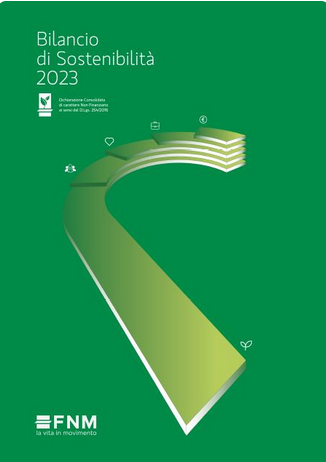 Bilancio
di Sostenibilità
2023
Dichiarazione Consolidata
di carattere Non Finanziario
ai sensi del D.Lgs. 254/2016
€
FNM
la vita in movimento